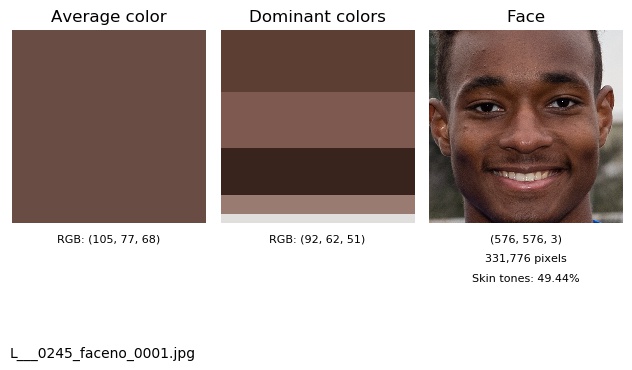 Average color
Dominant colors
Face
RGB: (105, 77, 68)
RGB: (92, 62, 51)
(576, 576, 3)
331,776 pixels
Skin tones: 49.44%
L___0245_faceno_0001.jpg